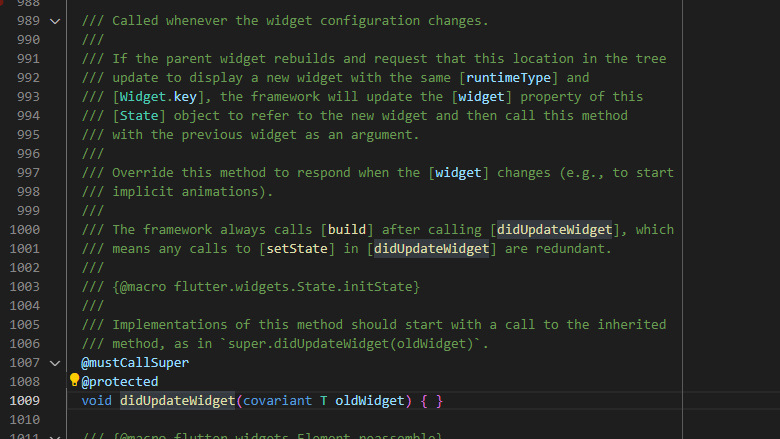 988
989 /// Called whenever the widget configuration changes.
990 ///
991 /// If the parent widget rebuilds and request that this location in the tree
992 /// update to display a new widget with the same [runtimeType] and
993 /// [Widget.key], the framework will update the [widget] property of this
994 /// [State] object to refer to the new widget and then call this method
995 /// with the previous widget as an argument.
996 ///
997 /// Override this method to respond when the [widget] changes (e.g., to start
998 /// implicit animations).
999 ///
1000 /// The framework always calls [build] after calling [didUpdateWidget], which
1001 /// means any calls to [setState] in [didUpdateWidget] are redundant.
1002 ///
1003 /// {@macro flutter.widgets.State.initState}
1004 ///
1005 /// Implementations of this method should start with a call to the inherited
1006 /// method, as in `super.didUpdateWidget(oldWidget)`.
1007 @mustCallSuper
1008 @protected
1009 void didUpdateWidget(covariant T oldWidget) { }
1010
1011 /// {@macro flutter.widgets.Element.reassemble}